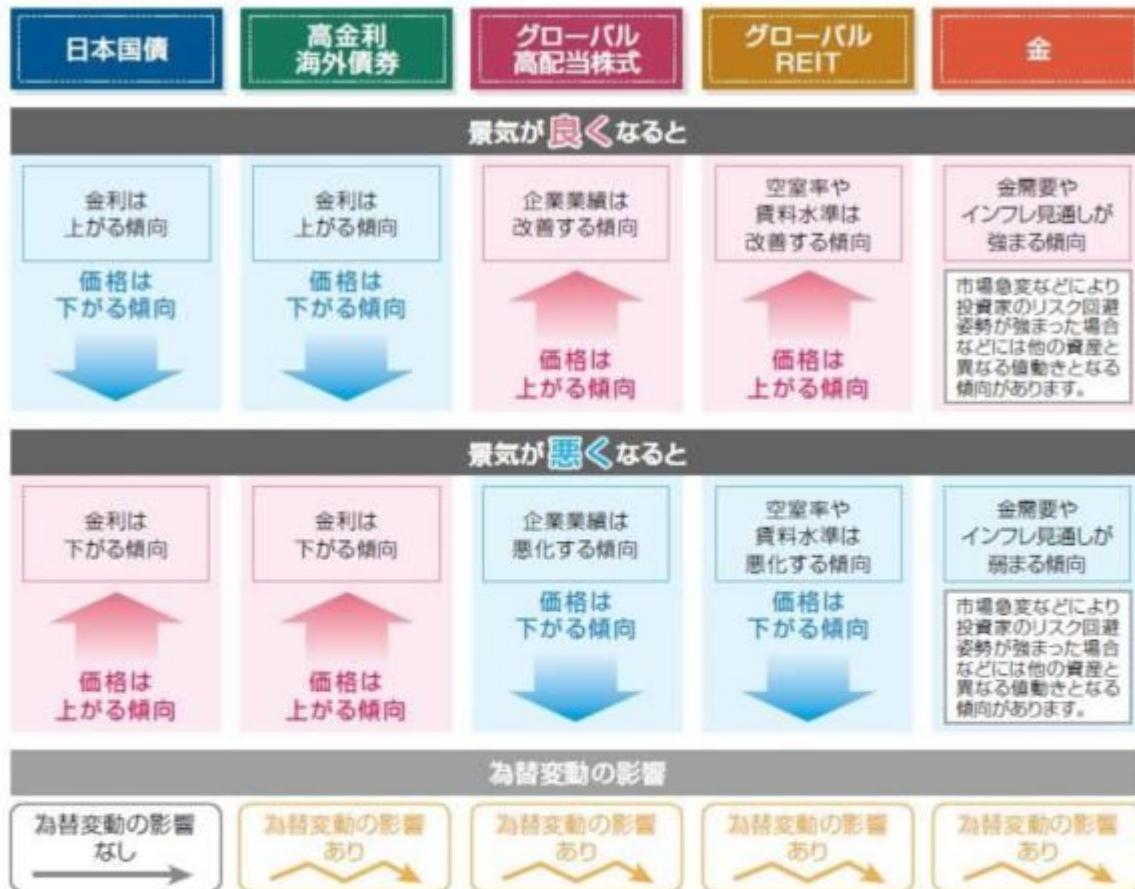 日本国債
高金利
海外債券
グローバル
高配当株式
グローバル
REIT
金
景気が良くなると
金利は
上がる傾向
価格は
下がる傾向
金利は
上がる傾向
価格は
下がる傾向
企業業績は
改善する傾向
価格は
上がる傾向
空室率や
賃料水準は
改善する傾向
価格は
上がる傾向
金需要や
インフレ見通しが
強まる傾向
市場急変などにより
投資家のリスク回避
姿勢が強まった場合
などには他の資産と
異なる値動きとなる
傾向があります。
景気が悪くなると
金利は
下がる傾向
価格は
上がる傾向
金利は
下がる傾向
価格は
上がる傾向
企業業績は
悪化する傾向
価格は
下がる傾向
空室率や
賃料水準は
悪化する傾向
価格は
下がる傾向
金需要や
インフレ見通しが
弱まる傾向
市場急変などにより
投資家のリスク回避
姿勢が強まった場合
などには他の資産と
異なる値動きとなる
傾向があります。
為替変動の影響
為替変動の影響
なし
為替変動の影響
あり
為替変動の影響
あり
為替変動の影響
あり
為替変動の影響
あり